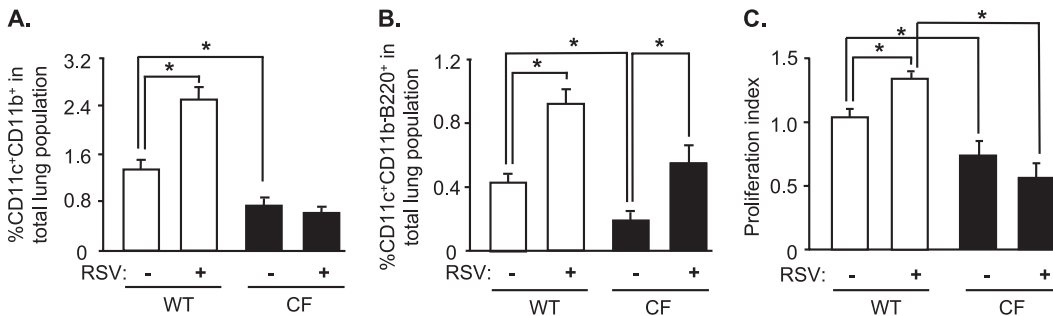 A.
%CD11c⁺CD11b⁺ in
total lung population
3.2
2.4
1.6
0.8
0
*
*
RSV: - + - +
WT CF
B.
%CD11c⁺CD11b⁻B220⁺ in
total lung population
1.2
0.8
0.4
0
*
*
*
RSV: - + - +
WT CF
C.
Proliferation index
1.5
1.0
0.5
0
*
*
*
RSV: - + - +
WT CF